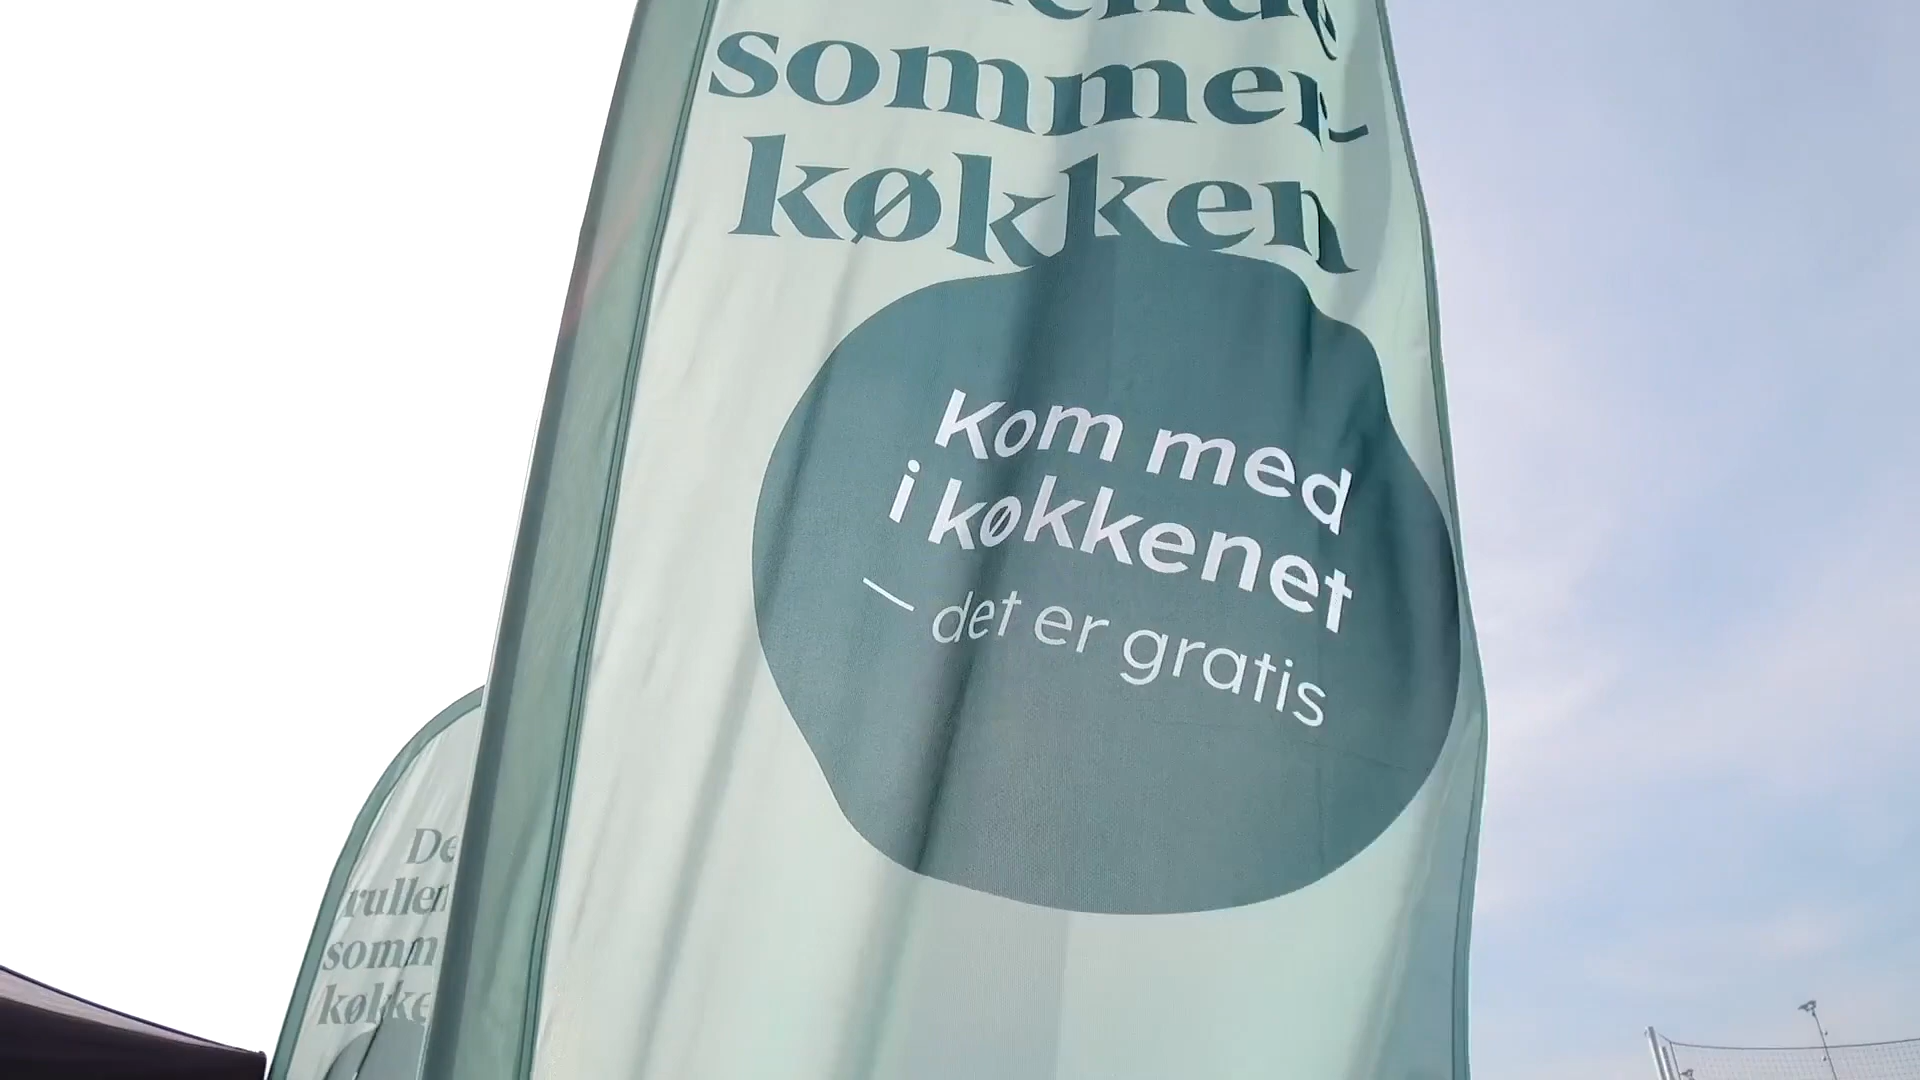 sommer-
køkken
Kom med
i køkkenet
– det er gratis
De
rullen
somm
køkke